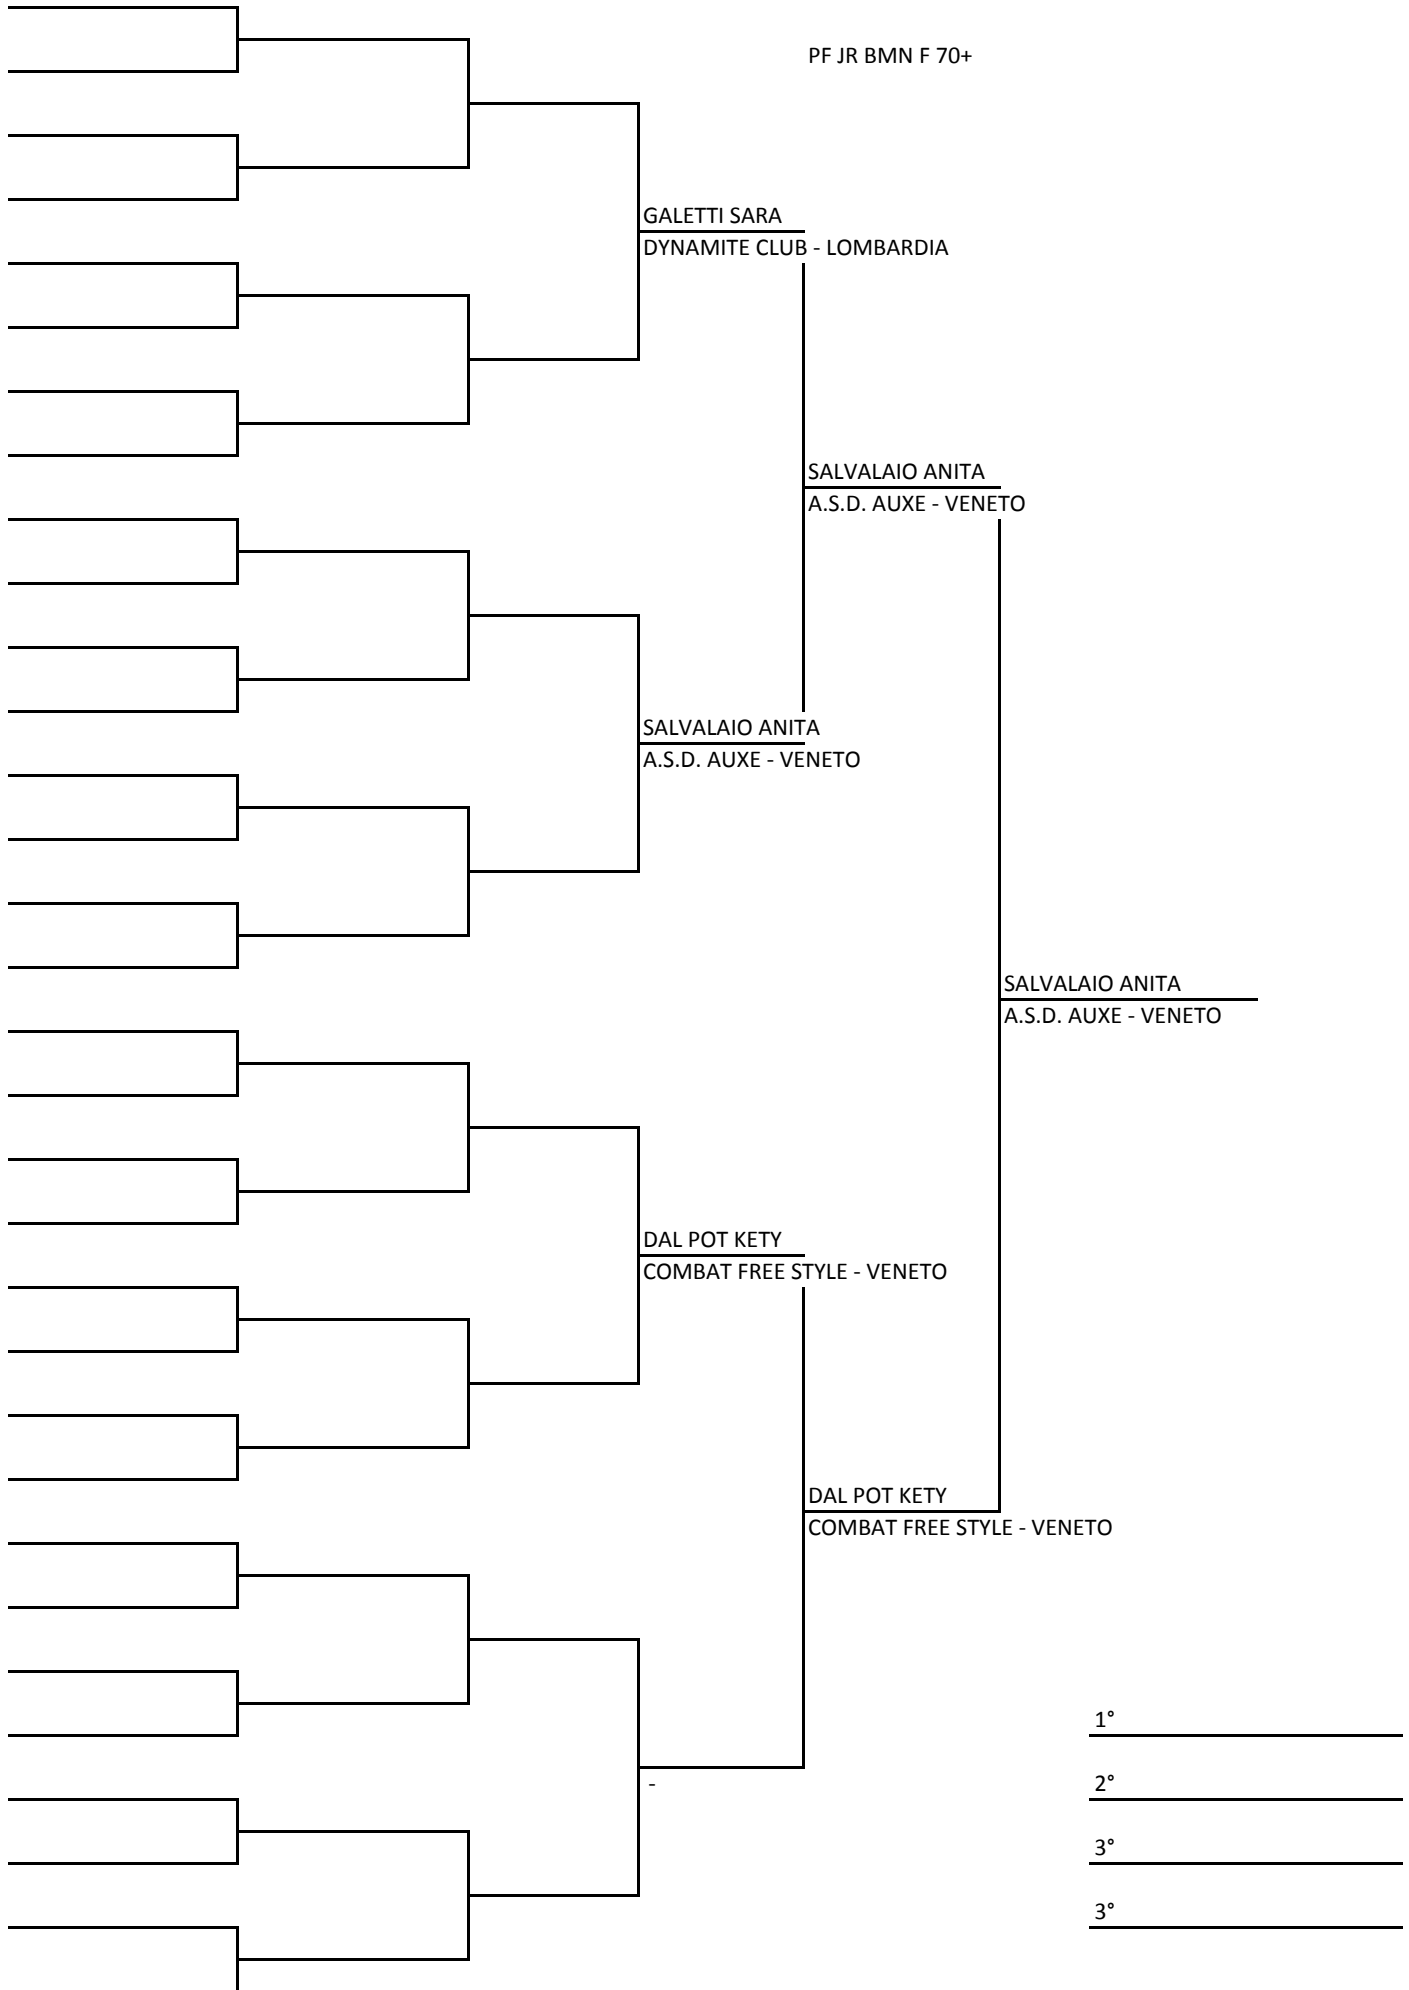 PF JR BMN F 70+
GALETTI SARA
DYNAMITE CLUB - LOMBARDIA
SALVALAIO ANITA
A.S.D. AUXE - VENETO
SALVALAIO ANITA
A.S.D. AUXE - VENETO
SALVALAIO ANITA
A.S.D. AUXE - VENETO
DAL POT KETY
COMBAT FREE STYLE - VENETO
DAL POT KETY
COMBAT FREE STYLE - VENETO
1°
-
2°
3°
3°